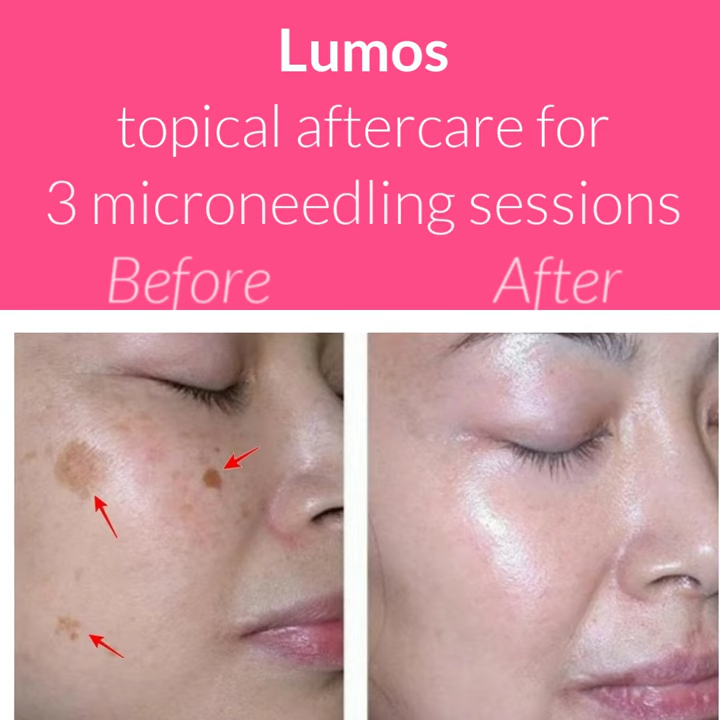 Lumos
topical aftercare for
3 microneedling sessions
Before After